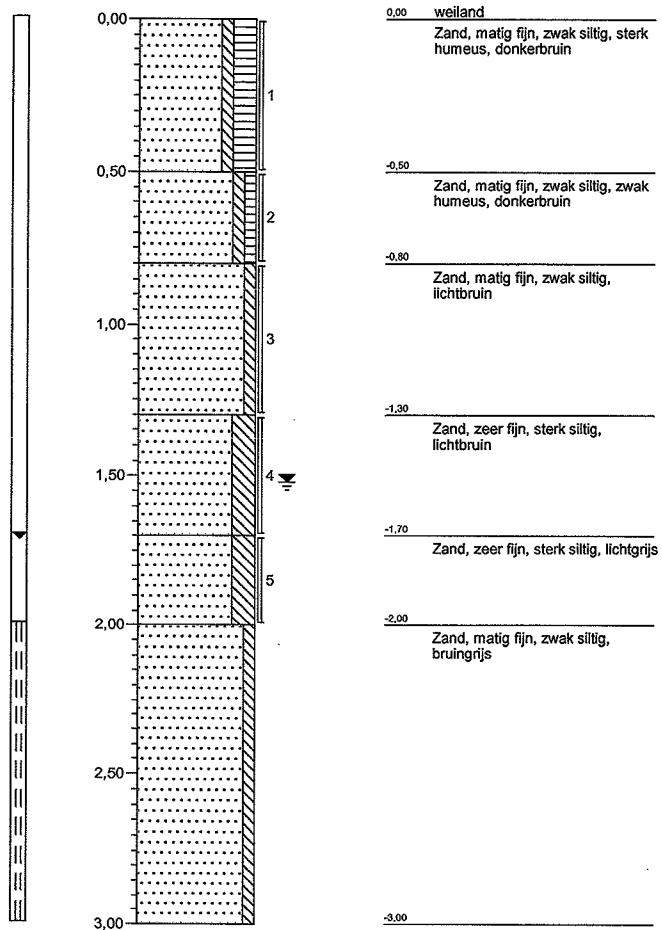 0,00
0,50
1,00
1,50
2,00
2,50
3,00
1
2
3
4
5
0,00 weiland
Zand, matig fijn, zwak siltig, sterk
humeus, donkerbruin
-0,50
Zand, matig fijn, zwak siltig, zwak
humeus, donkerbruin
-0,80
Zand, matig fijn, zwak siltig,
lichtbruin
-1,30
Zand, zeer fijn, sterk siltig,
lichtbruin
-1,70
Zand, zeer fijn, sterk siltig, lichtgrijs
-2,00
Zand, matig fijn, zwak siltig,
bruingrijs
-3,00